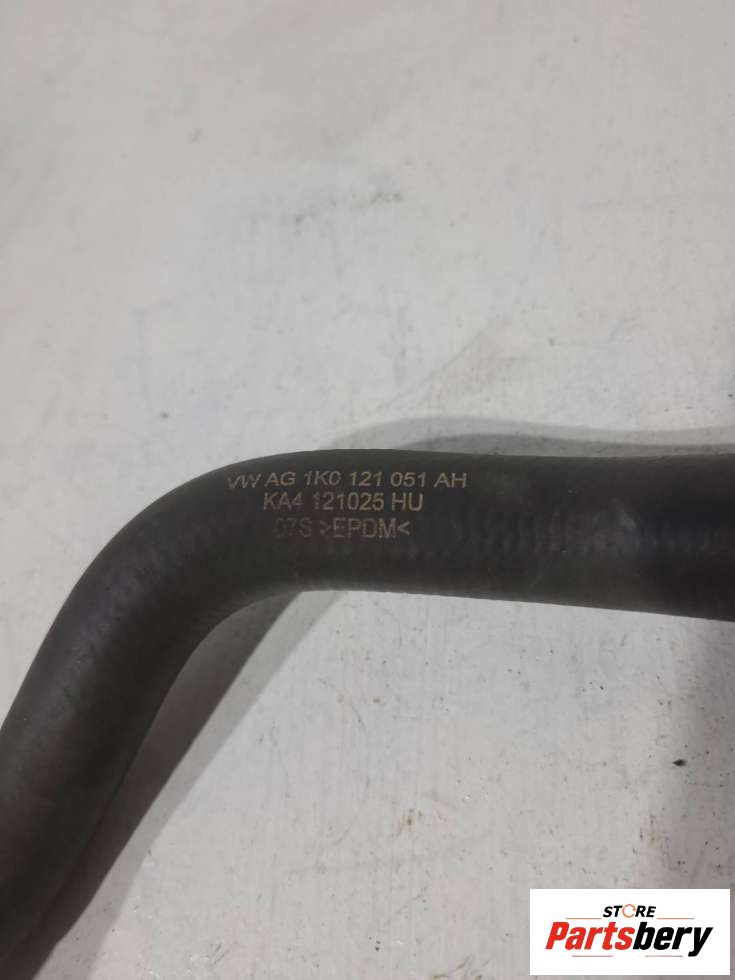 VW AG 1K0 121 051 AH
KA4 121025 HU
07S >EPDM<
STORE
Partsbery